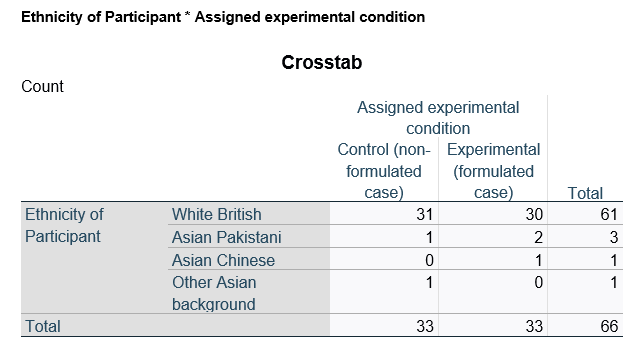 Ethnicity of Participant * Assigned experimental condition
Crosstab
Count
Assigned experimental
condition
Control (non- Experimental
formulated (formulated
case) case) Total
Ethnicity of White British 31 30 61
Participant Asian Pakistani 1 2 3
Asian Chinese 0 1 1
Other Asian 1 0 1
background
Total 33 33 66